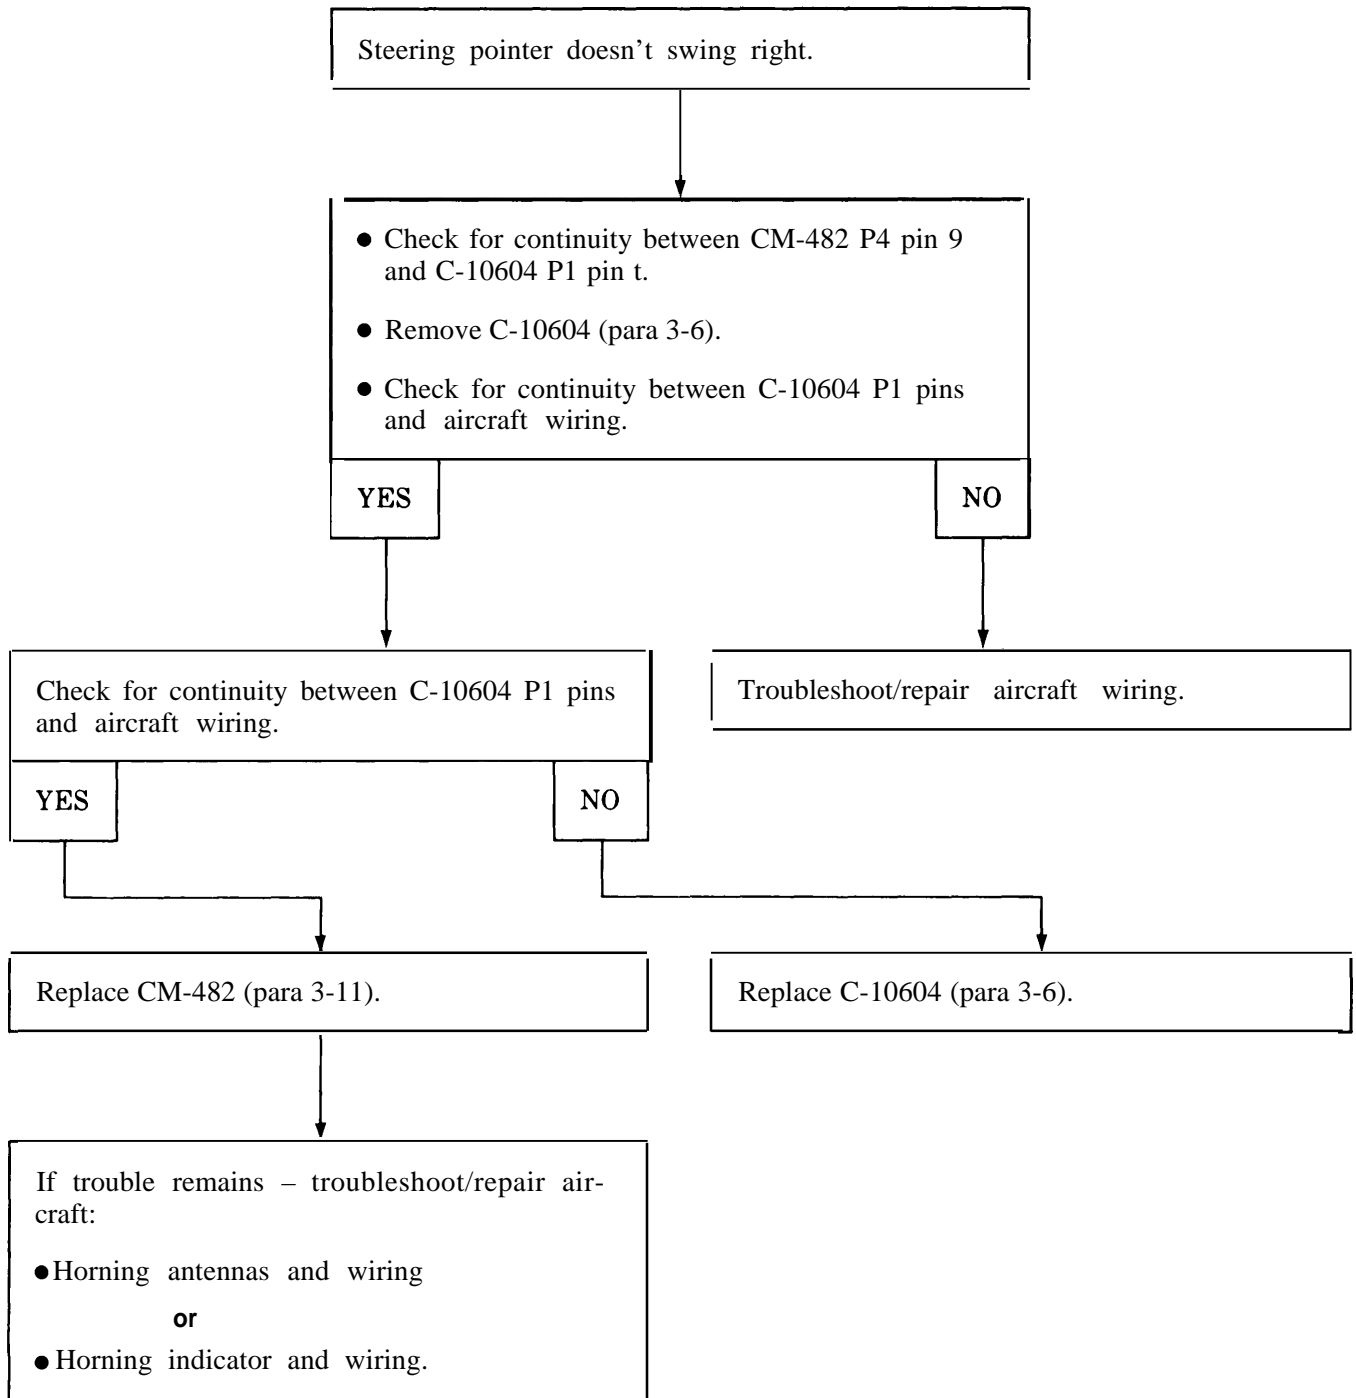 Steering pointer doesn't swing right.
● Check for continuity between CM-482 P4 pin 9
and C-10604 P1 pin t.
● Remove C-10604 (para 3-6).
● Check for continuity between C-10604 P1 pins
and aircraft wiring.
YES
NO
Check for continuity between C-10604 P1 pins
and aircraft wiring.
Troubleshoot/repair aircraft wiring.
YES
NO
Replace CM-482 (para 3-11).
Replace C-10604 (para 3-6).
If trouble remains – troubleshoot/repair air-
craft:
● Horning antennas and wiring
or
● Horning indicator and wiring.